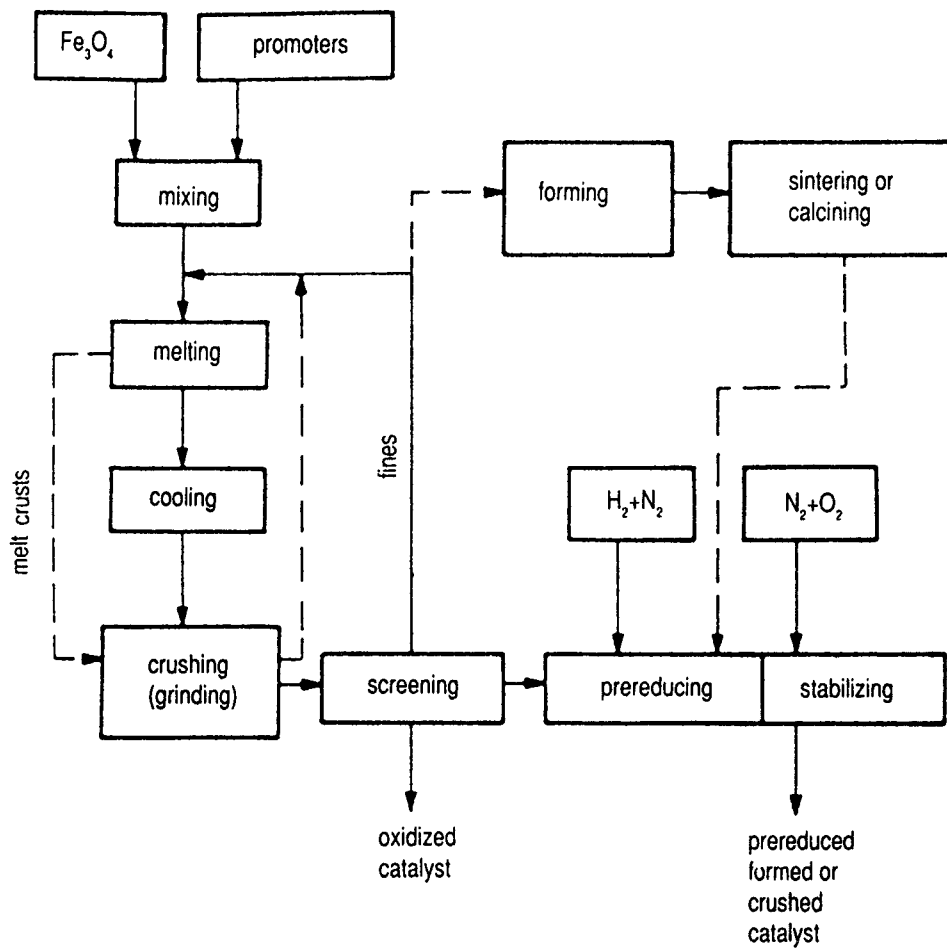 Fe₃O₄
promoters
mixing
melting
cooling
crushing
(grinding)
melt crusts
fines
forming
sintering or
calcining
H₂+N₂
N₂+O₂
screening
prereducing
stabilizing
oxidized
catalyst
prereduced
formed or
crushed
catalyst